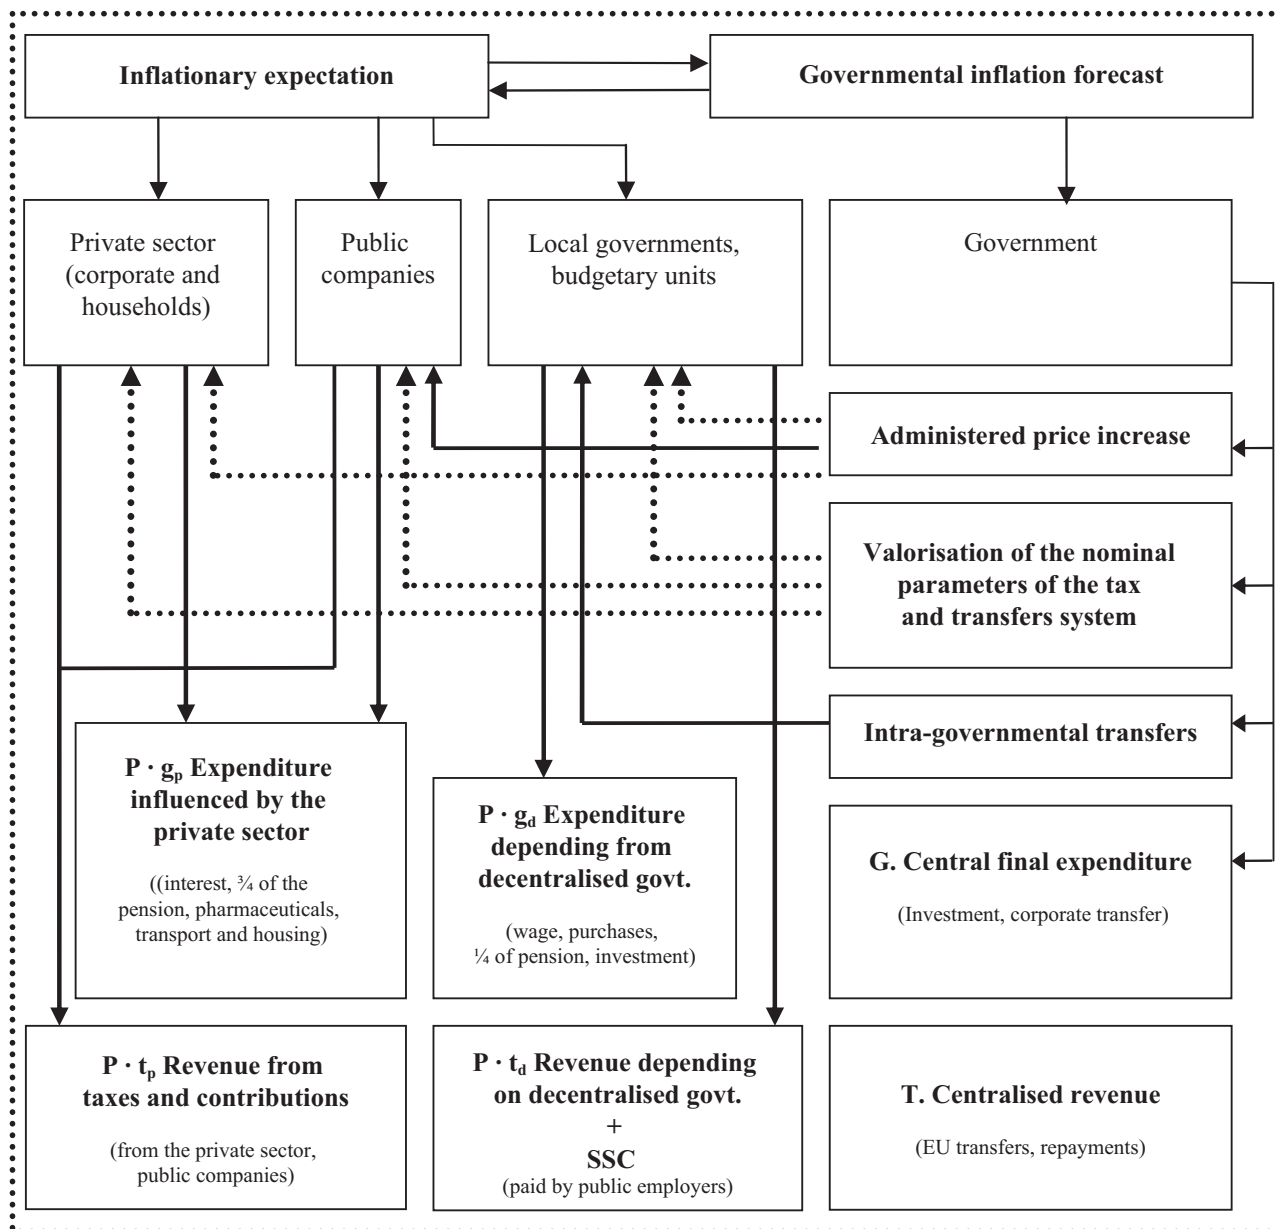 Inflationary expectation
Governmental inflation forecast
Private sector
(corporate and
households)
Public
companies
Local governments,
budgetary units
Government
Administered price increase
Valorisation of the nominal
parameters of the tax
and transfers system
Intra-governmental transfers
P · gp Expenditure
influenced by the
private sector
((interest, ¾ of the
pension, pharmaceuticals,
transport and housing)
P · gd Expenditure
depending from
decentralised govt.
(wage, purchases,
¼ of pension, investment)
G. Central final expenditure
(Investment, corporate transfer)
P · tp Revenue from
taxes and contributions
(from the private sector,
public companies)
P · td Revenue depending
on decentralised govt.
+
SSC
(paid by public employers)
T. Centralised revenue
(EU transfers, repayments)